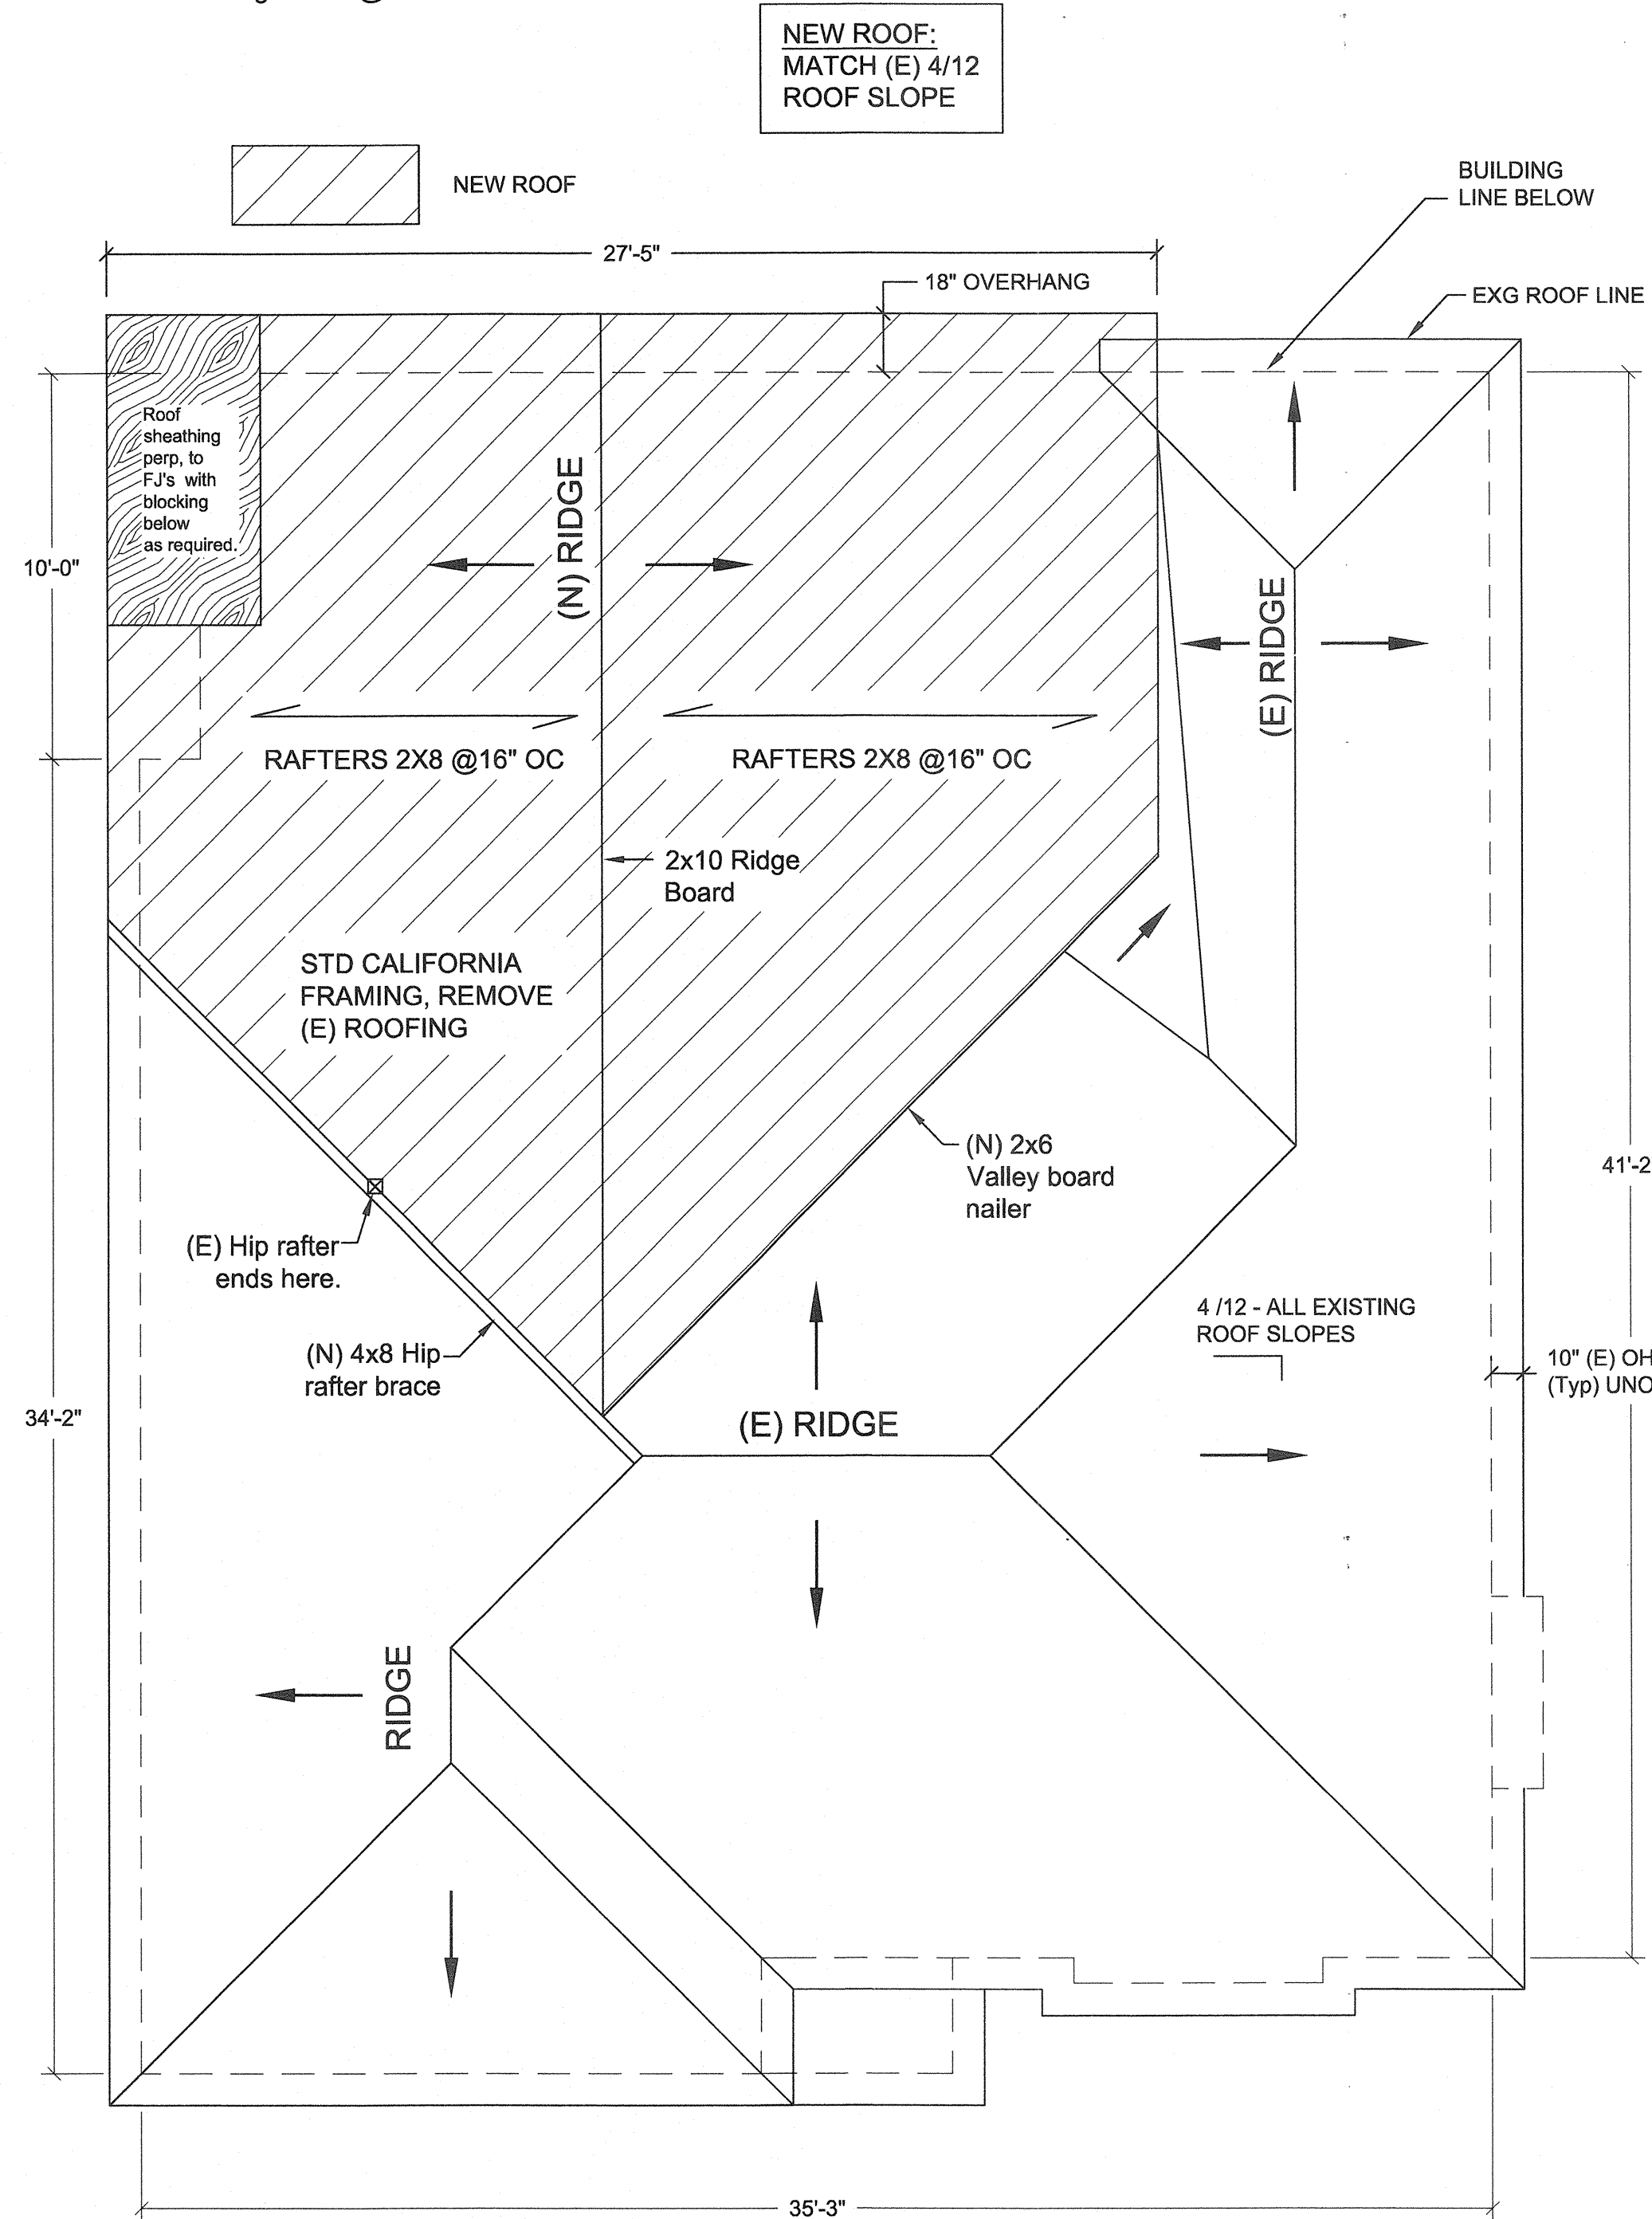 NEW ROOF:
MATCH (E) 4/12
ROOF SLOPE
NEW ROOF
BUILDING
LINE BELOW
27'-5"
18" OVERHANG
EXG ROOF LINE
Roof
sheathing
perp, to
FJ's with
blocking
below
as required.
10'-0"
(N) RIDGE
(E) RIDGE
RAFTERS 2X8 @16" OC
RAFTERS 2X8 @16" OC
2x10 Ridge
Board
STD CALIFORNIA
FRAMING, REMOVE
(E) ROOFING
(N) 2x6
Valley board
nailer
41'-2
(E) Hip rafter
ends here.
4 /12 - ALL EXISTING
ROOF SLOPES
(N) 4x8 Hip
rafter brace
10" (E) OH
(Typ) UNO
34'-2"
(E) RIDGE
RIDGE
35'-3"